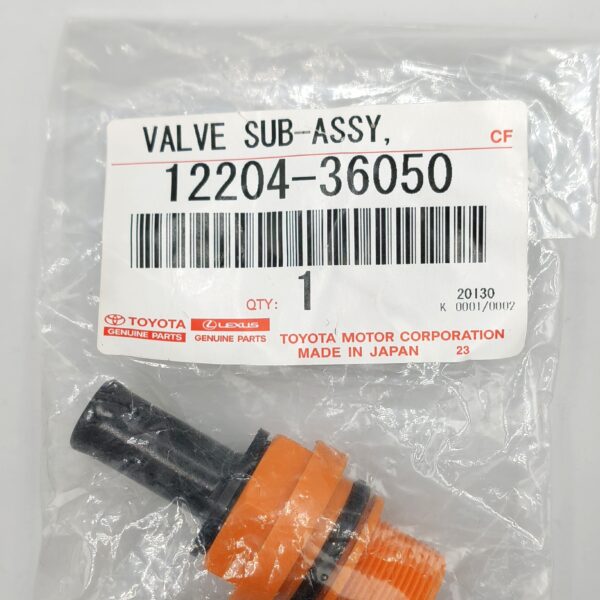 VALVE SUB-ASSY,
CF
12204-36050
QTY: 1
20130
K 0001/0002
TOYOTA
GENUINE PARTS
LEXUS
GENUINE PARTS
TOYOTA MOTOR CORPORATION
MADE IN JAPAN 23